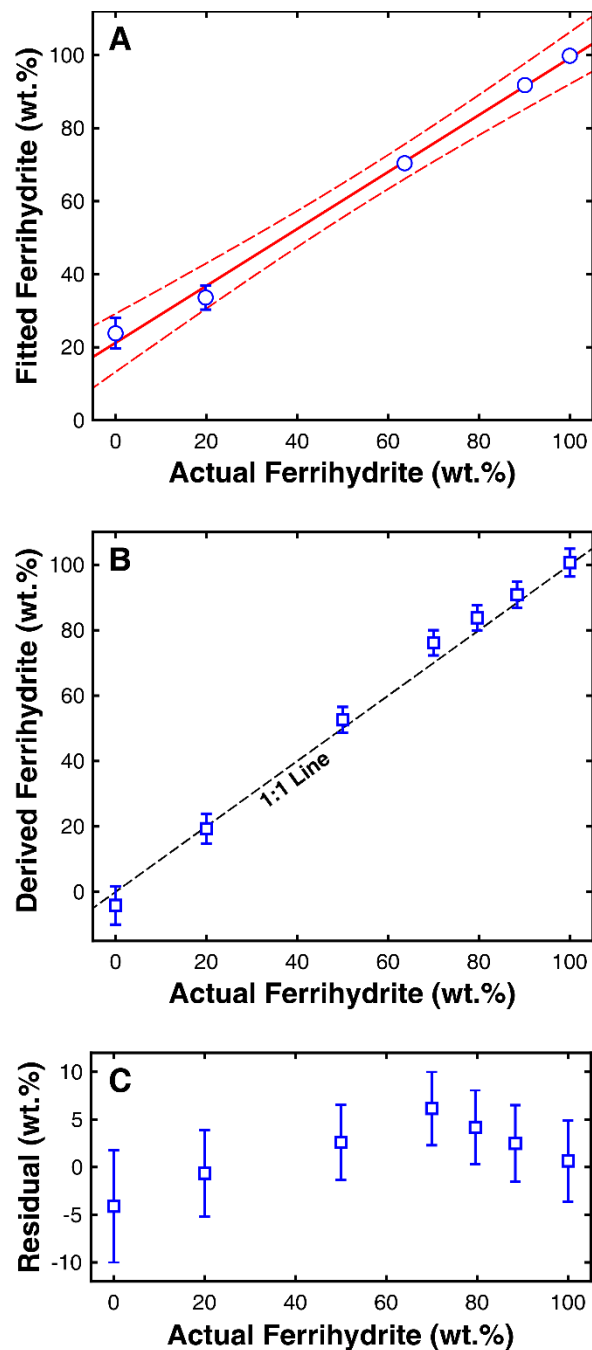 A
Fitted Ferrihydrite (wt.%)
100
80
60
40
20
0
0 20 40 60 80 100
Actual Ferrihydrite (wt.%)
B
Derived Ferrihydrite (wt.%)
100
80
60
40
20
0
1:1 Line
0 20 40 60 80 100
Actual Ferrihydrite (wt.%)
C
Residual (wt.%)
10
5
0
-5
-10
0 20 40 60 80 100
Actual Ferrihydrite (wt.%)